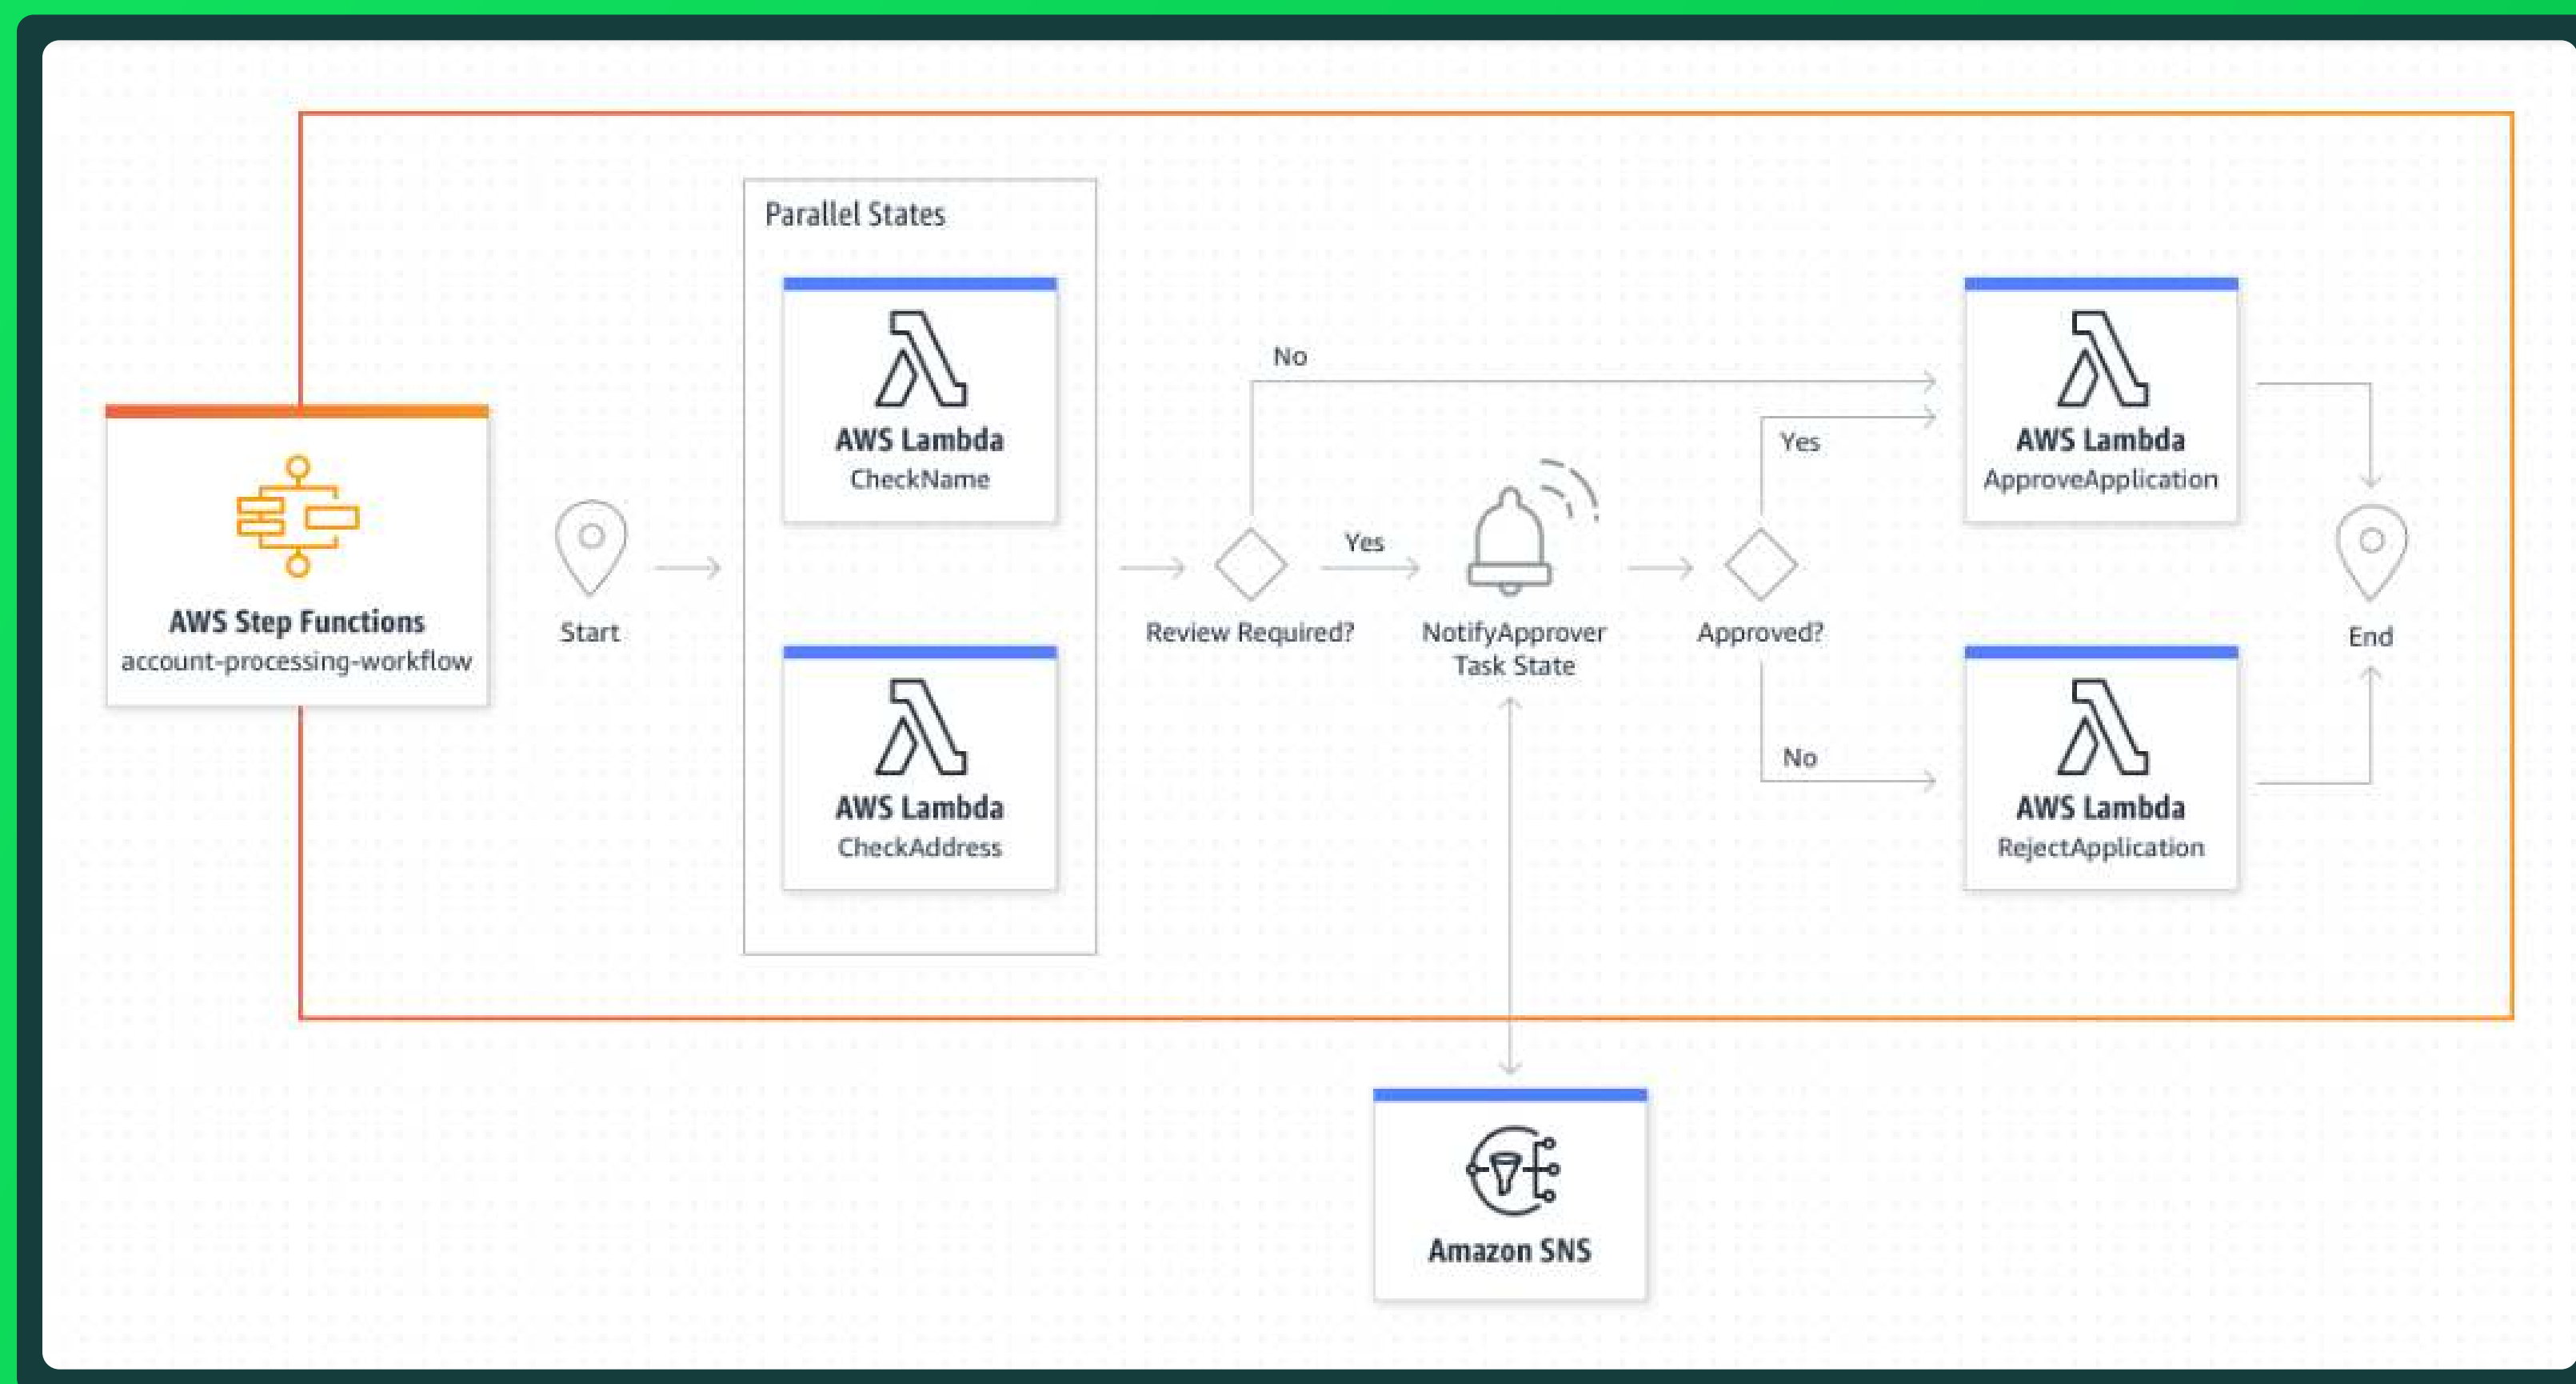 Parallel States
AWS Lambda
CheckName
AWS Lambda
CheckAddress
AWS Step Functions
account-processing-workflow
Start
No
Yes
Review Required?
NotifyApprover
Task State
Yes
Approved?
No
AWS Lambda
ApproveApplication
AWS Lambda
RejectApplication
End
Amazon SNS